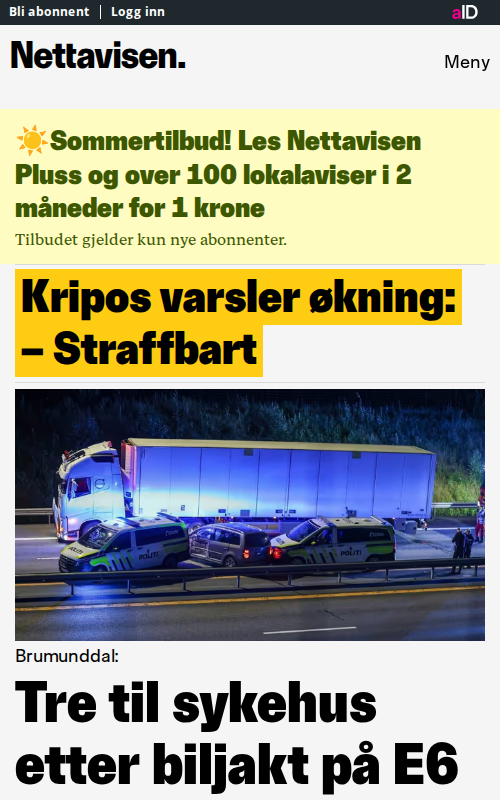 Bli abonnent | Logg inn
aID
Nettavisen.
Meny
☀️Sommertilbud! Les Nettavisen
Pluss og over 100 lokalaviser i 2
måneder for 1 krone
Tilbudet gjelder kun nye abonnenter.
Kripos varsler økning:
– Straffbart
POLITI
POLITI
Brumunddal:
Tre til sykehus
etter biljakt på E6